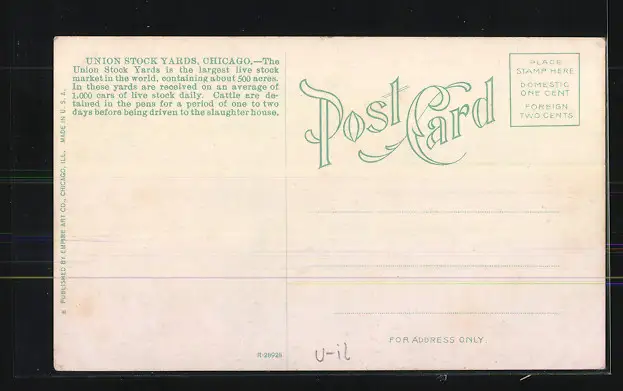 UNION STOCK YARDS, CHICAGO,—The
Union Stock Yards is the largest live stock
market in the world, containing about 500 acres.
In these yards are received on an average of
1,000 cars of live stock daily. Cattle are de-
tained in the pens for a period of one to two
days before being driven to the slaughter house.
PUBLISHED BY EMPIRE ART CO., CHICAGO, ILL. MADE IN U. S. A.
Post Card
PLACE
STAMP HERE
DOMESTIC
ONE CENT
FOREIGN
TWO CENTS
FOR ADDRESS ONLY.
U-il